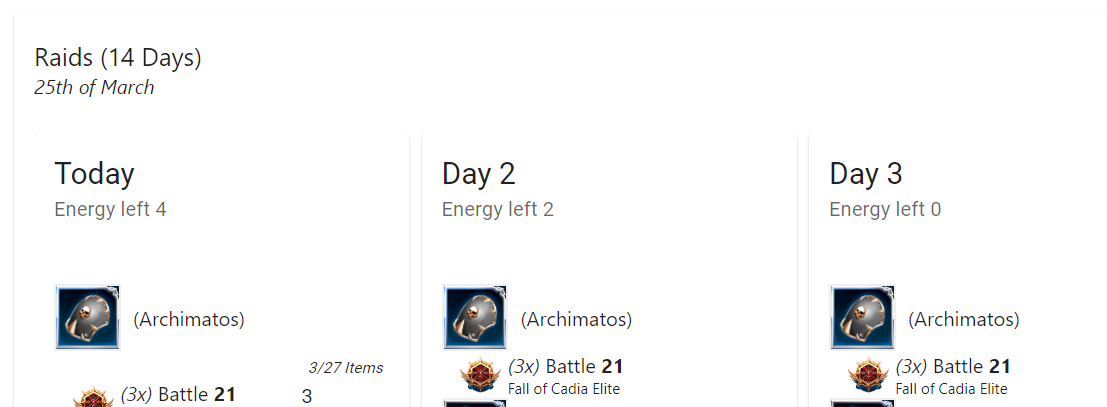 Raids (14 Days)
25th of March
Today
Energy left 4
(Archimatos)
3/27 Items
(3x) Battle 21
3
Day 2
Energy left 2
(Archimatos)
(3x) Battle 21
Fall of Cadia Elite
Day 3
Energy left 0
(Archimatos)
(3x) Battle 21
Fall of Cadia Elite